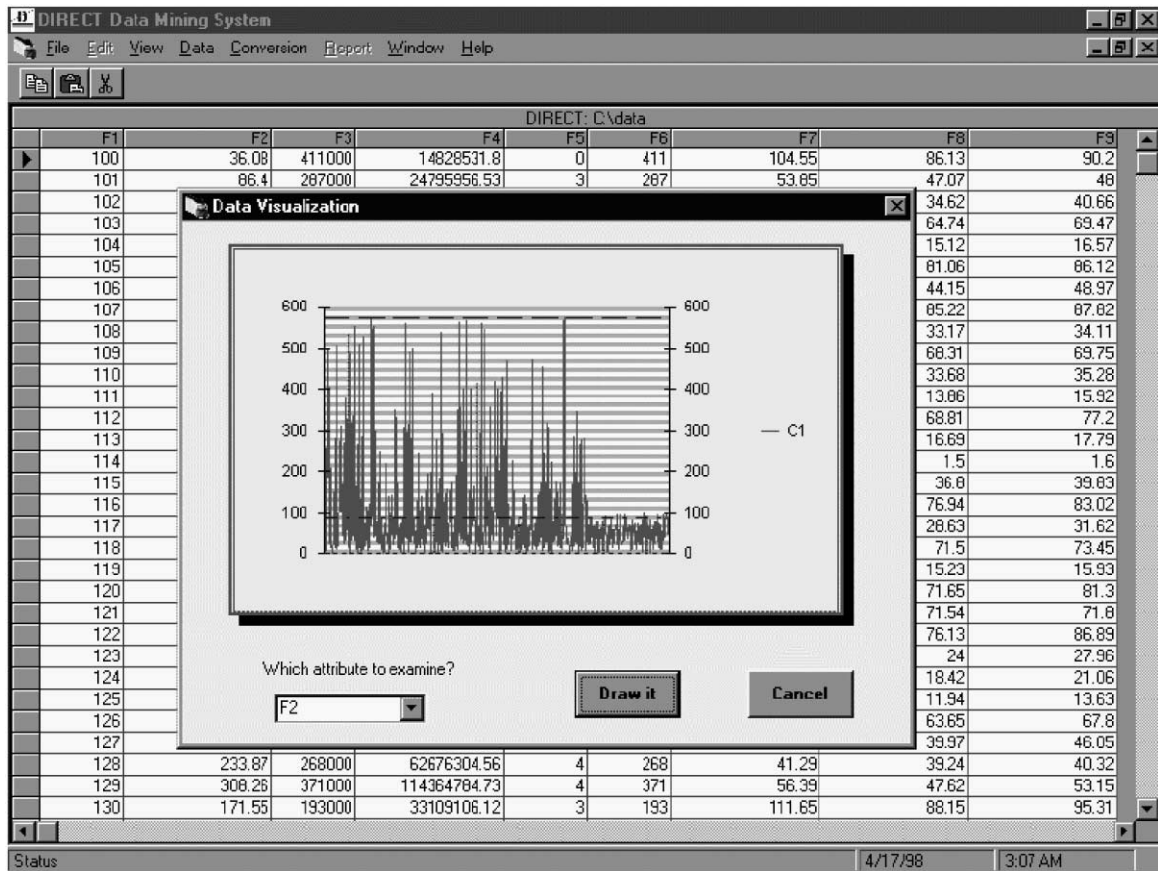 DIRECT Data Mining System
File Edit View Data Conversion Report Window Help
DIRECT: C:\data
F1 F2 F3 F4 F5 F6 F7 F8 F9
100 36.08 411000 14828531.8 0 411 104.55 86.13 90.2
101 86.4 287000 24795956.53 3 287 53.85 47.07 48
102 34.62 40.66
103 64.74 69.47
104 15.12 16.57
105 81.06 86.12
106 44.15 48.97
107 85.22 87.82
108 33.17 34.11
109 68.31 69.75
110 33.68 35.28
111 13.86 15.92
112 68.81 77.2
113 16.69 17.79
114 1.5 1.6
115 36.8 39.83
116 76.94 83.02
117 28.63 31.62
118 71.5 73.45
119 15.23 15.93
120 71.65 81.3
121 71.54 71.8
122 76.13 86.89
123 24 27.96
124 18.42 21.06
125 11.94 13.63
126 63.65 67.8
127 39.97 46.05
128 233.87 268000 62676304.56 4 268 41.29 39.24 40.32
129 308.26 371000 114364784.73 4 371 56.39 47.62 53.15
130 171.55 193000 33109106.12 3 193 111.65 88.15 95.31
Data Visualization
600 600
500 500
400 400
300 300 C1
200 200
100 100
0 0
Which attribute to examine?
F2
Draw it
Cancel
Status 4/17/98 3:07 AM